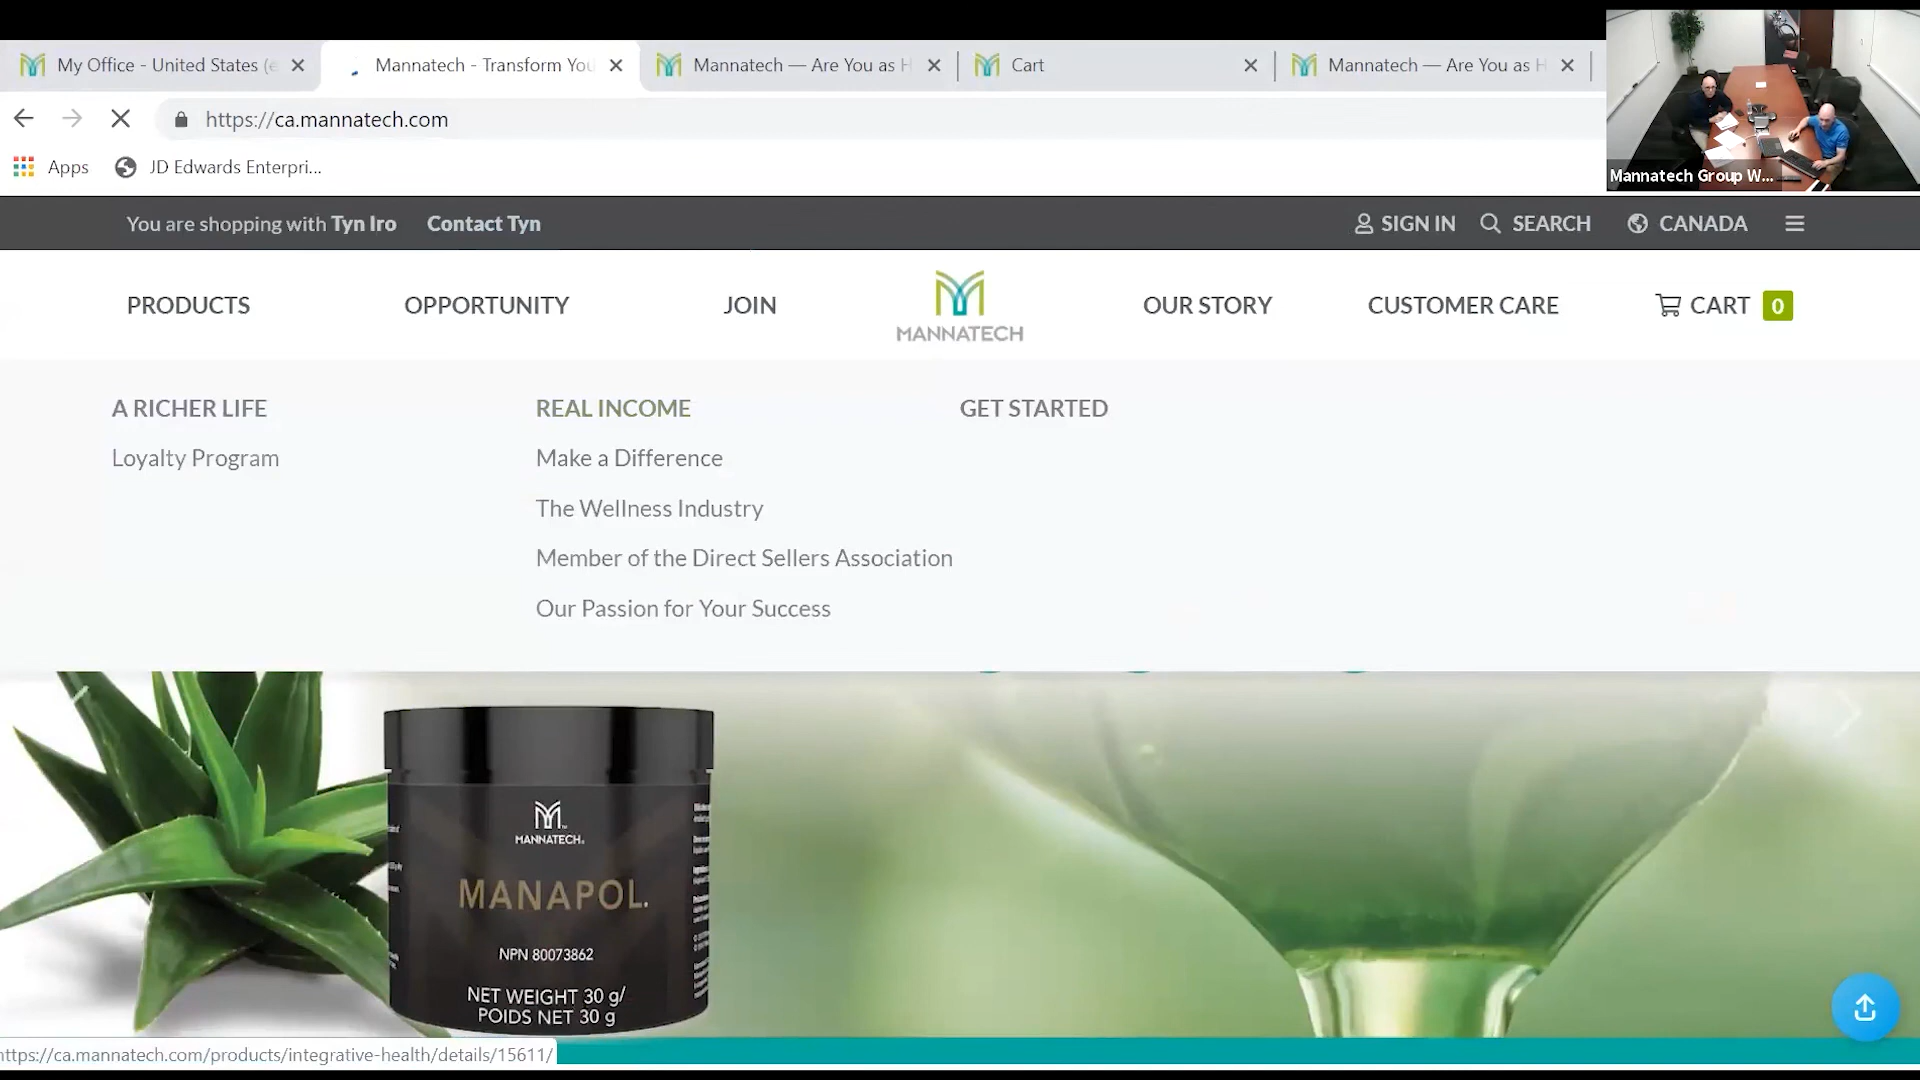 My Office - United States (e
Mannatech - Transform You
Mannatech — Are You as H
Cart
Mannatech — Are You as H
https://ca.mannatech.com
Apps
JD Edwards Enterpri...
Mannatech Group W...
You are shopping with Tyn Iro
Contact Tyn
SIGN IN
SEARCH
CANADA
PRODUCTS
OPPORTUNITY
JOIN
MANNATECH
OUR STORY
CUSTOMER CARE
CART 0
A RICHER LIFE
Loyalty Program
REAL INCOME
Make a Difference
The Wellness Industry
Member of the Direct Sellers Association
Our Passion for Your Success
GET STARTED
MANNATECH
MANAPOL
NPN 80073862
NET WEIGHT 30 g/
POIDS NET 30 g
https://ca.mannatech.com/products/integrative-health/details/15611/